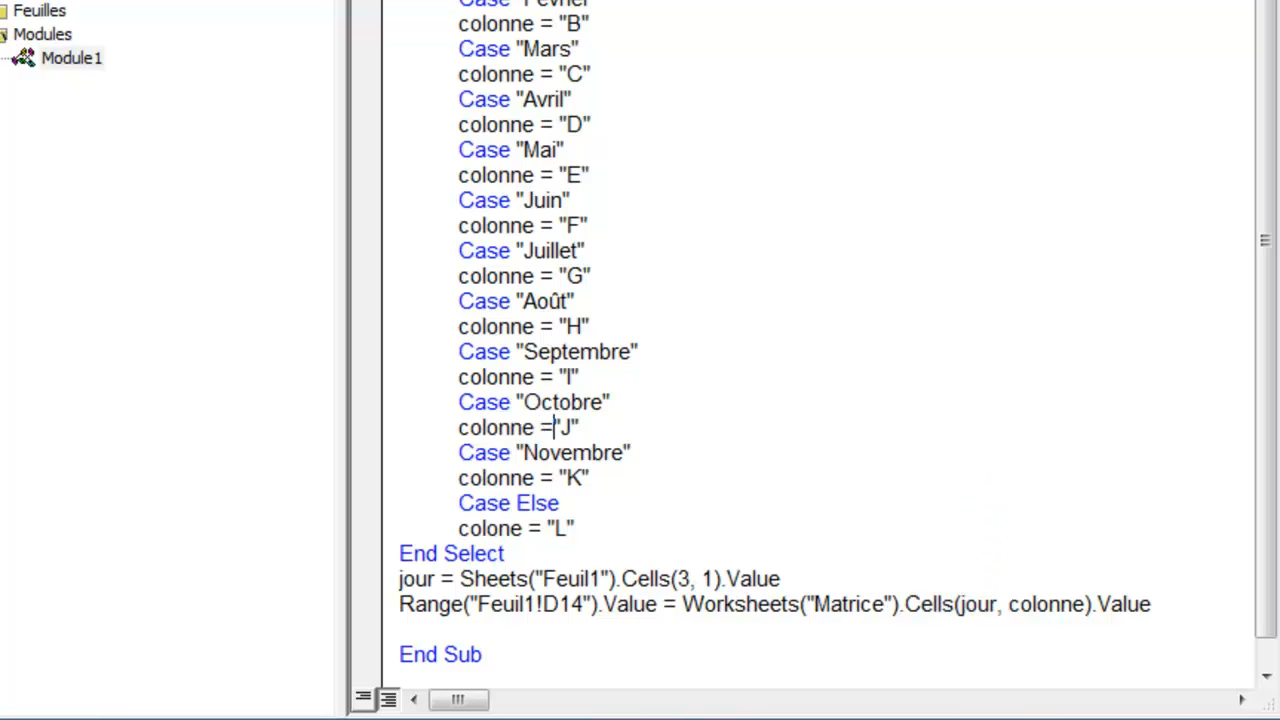 Feuilles
Modules
Module1
Case "Février"
colonne = "B"
Case "Mars"
colonne = "C"
Case "Avril"
colonne = "D"
Case "Mai"
colonne = "E"
Case "Juin"
colonne = "F"
Case "Juillet"
colonne = "G"
Case "Août"
colonne = "H"
Case "Septembre"
colonne = "I"
Case "Octobre"
colonne ="J"
Case "Novembre"
colonne = "K"
Case Else
colone = "L"
End Select
jour = Sheets("Feuil1").Cells(3, 1).Value
Range("Feuil1!D14").Value = Worksheets("Matrice").Cells(jour, colonne).Value
End Sub